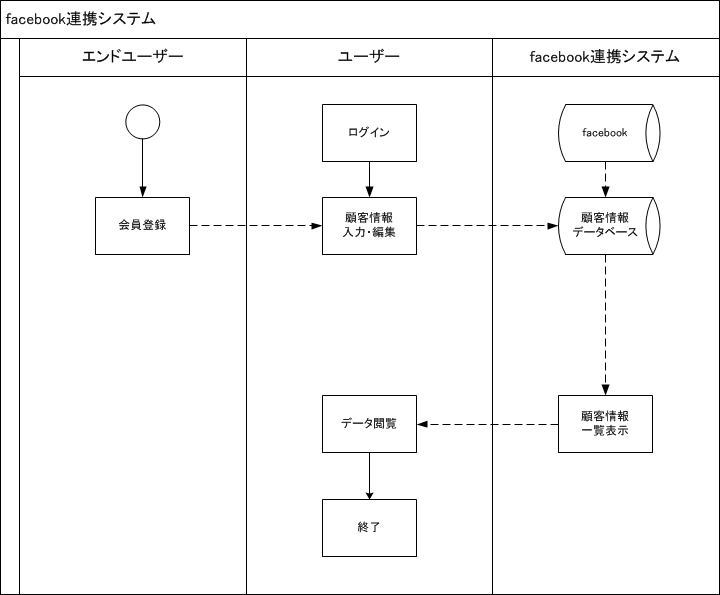 facebook連携システム
エンドユーザー
ユーザー
facebook連携システム
ログイン
facebook
会員登録
顧客情報
入力・編集
顧客情報
データベース
データ閲覧
顧客情報
一覧表示
終了